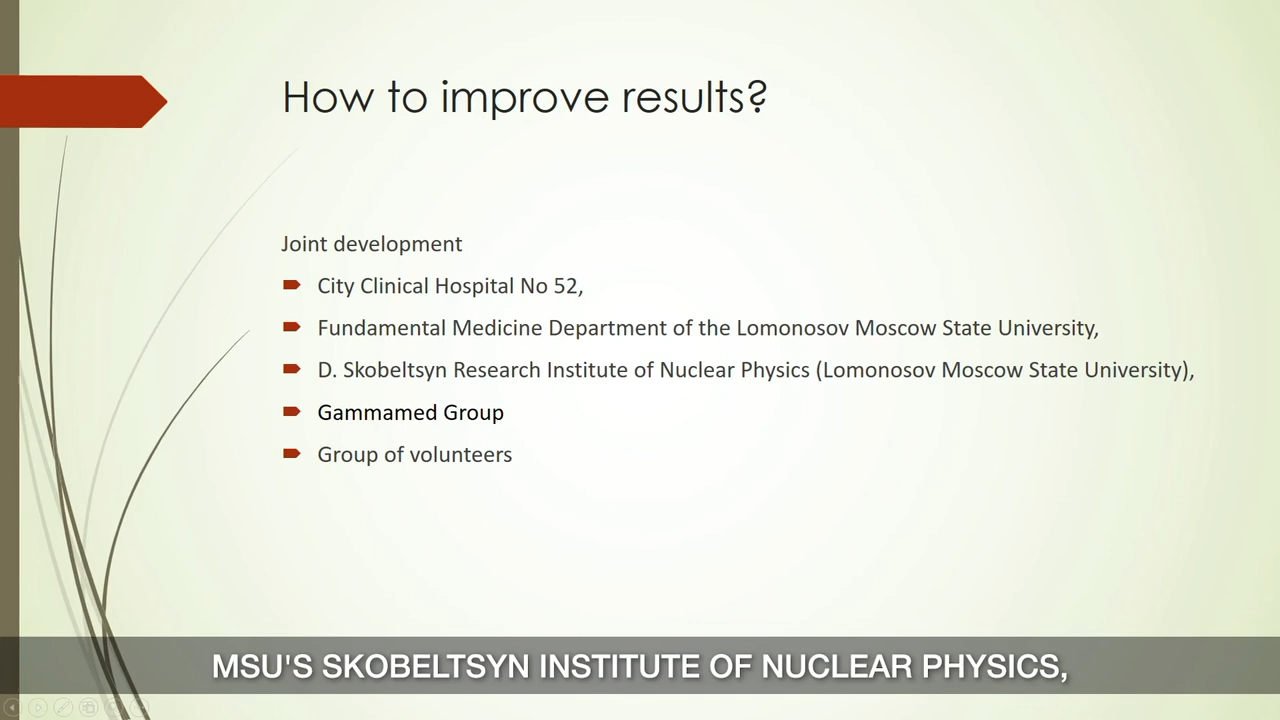 How to improve results?
Joint development
City Clinical Hospital No 52,
Fundamental Medicine Department of the Lomonosov Moscow State University,
D. Skobeltsyn Research Institute of Nuclear Physics (Lomonosov Moscow State University),
Gammamed Group
Group of volunteers
MSU'S SKOBELTSYN INSTITUTE OF NUCLEAR PHYSICS,